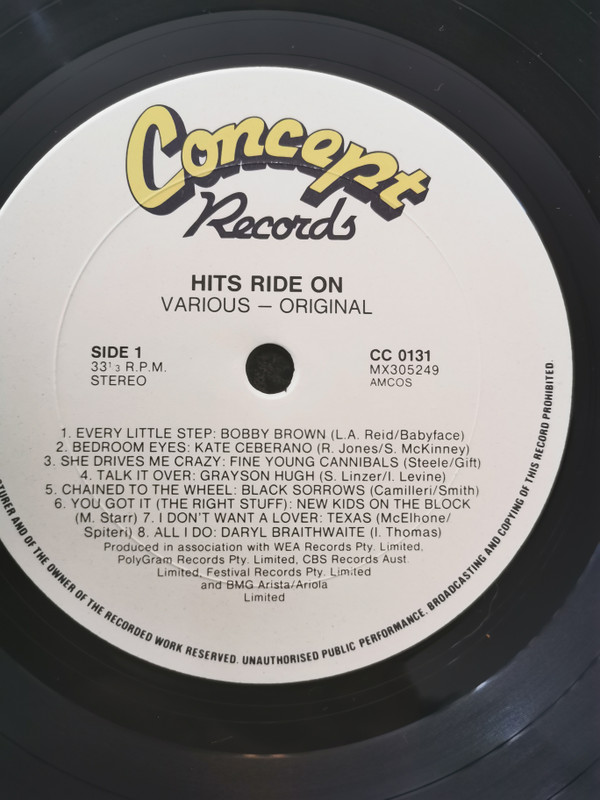 Concept
Records
HITS RIDE ON
VARIOUS – ORIGINAL
SIDE 1
33 1/3 R.P.M.
STEREO
CC 0131
MX305249
AMCOS
1. EVERY LITTLE STEP: BOBBY BROWN (L.A. Reid/Babyface)
2. BEDROOM EYES: KATE CEBERANO (R. Jones/S. McKinney)
3. SHE DRIVES ME CRAZY: FINE YOUNG CANNIBALS (Steele/Gift)
4. TALK IT OVER: GRAYSON HUGH (S. Linzer/I. Levine)
5. CHAINED TO THE WHEEL: BLACK SORROWS (Camilleri/Smith)
6. YOU GOT IT (THE RIGHT STUFF): NEW KIDS ON THE BLOCK
(M. Starr) 7. I DON'T WANT A LOVER: TEXAS (McElhone/
Spiteri) 8. ALL I DO: DARYL BRAITHWAITE (I. Thomas)
Produced in association with WEA Records Pty. Limited,
PolyGram Records Pty. Limited, CBS Records Aust.
Limited, Festival Records Pty. Limited
and BMG Arista/Ariola
Limited
TURER AND OF THE OWNER OF THE RECORDED WORK RESERVED. UNAUTHORISED PUBLIC PERFORMANCE. BROADCASTING AND COPYING OF THIS RECORD PROHIBITED.